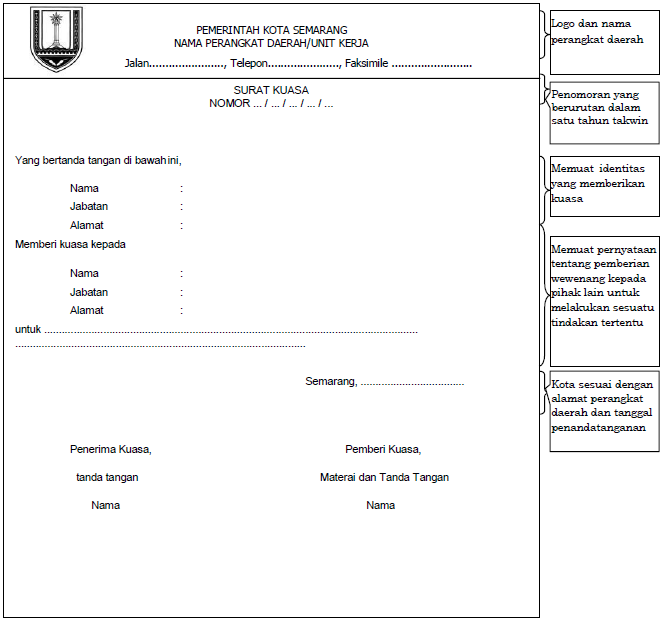 PEMERINTAH KOTA SEMARANG
NAMA PERANGKAT DAERAH/UNIT KERJA
Jalan......................., Telepon......................, Faksimile .........................
SURAT KUASA
NOMOR ... / ... / ... / ... / ...
Yang bertanda tangan di bawah ini,
Nama :
Jabatan :
Alamat :
Memberi kuasa kepada
Nama :
Jabatan :
Alamat :
untuk ..............................................................................................................................
..................................................................................................
Semarang, ...................................
Penerima Kuasa,
Pemberi Kuasa,
tanda tangan
Materai dan Tanda Tangan
Nama
Nama
Logo dan nama
perangkat daerah
Penomoran yang
berurutan dalam
satu tahun takwin
Memuat identitas
yang memberikan
kuasa
Memuat pernyataan
tentang pemberian
wewenang kepada
pihak lain untuk
melakukan sesuatu
tindakan tertentu
Kota sesuai dengan
alamat perangkat
daerah dan tanggal
penandatanganan